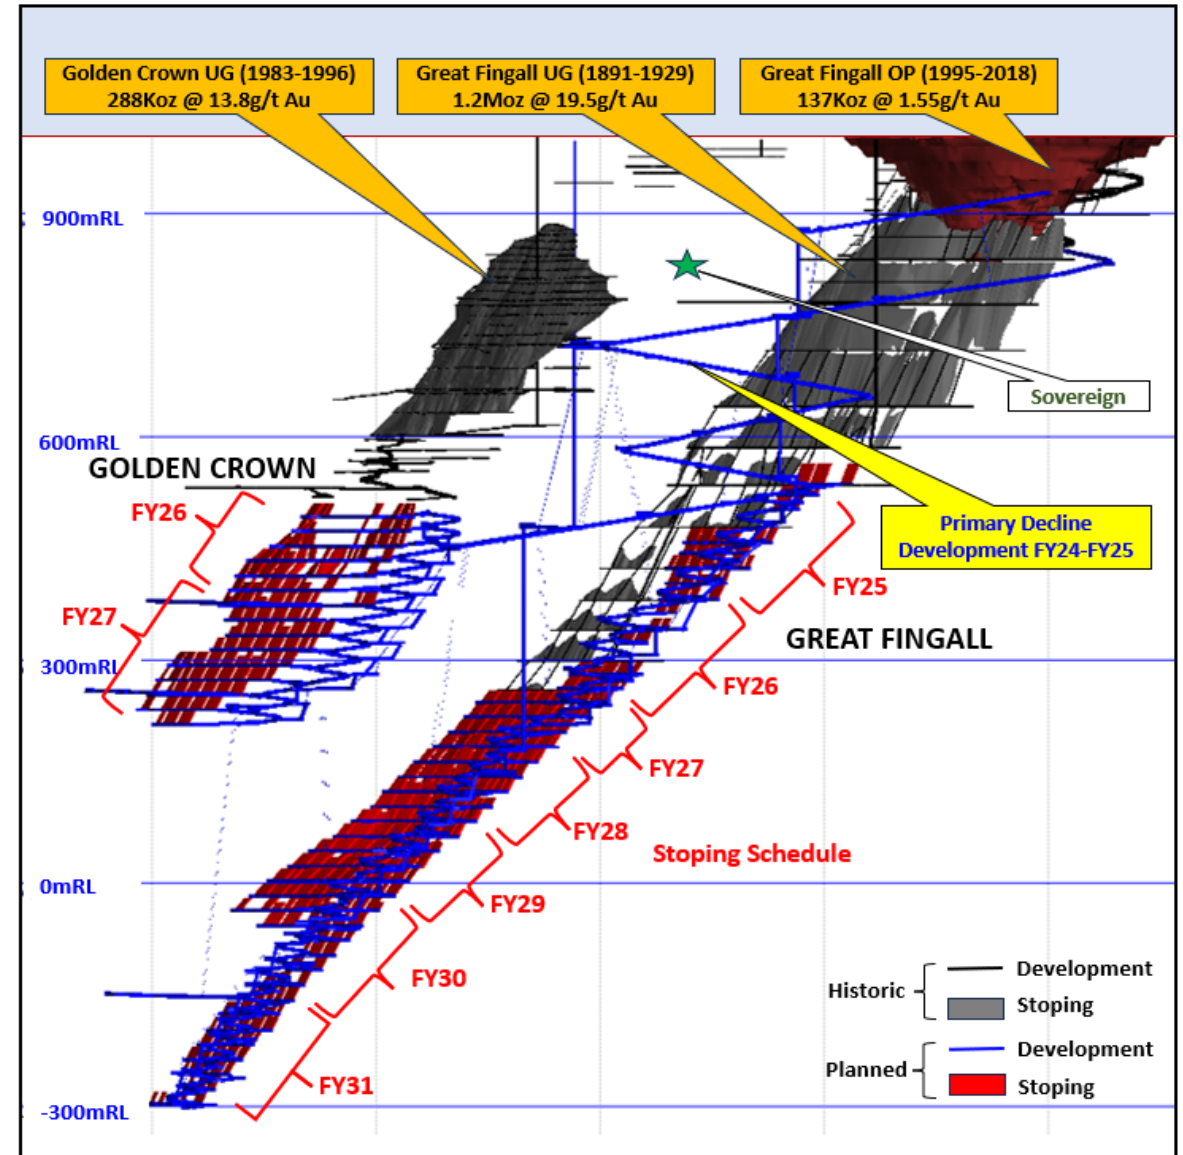 Golden Crown UG (1983-1996)
288Koz @ 13.8g/t Au
Great Fingall UG (1891-1929)
1.2Moz @ 19.5g/t Au
Great Fingall OP (1995-2018)
137Koz @ 1.55g/t Au
900mRL
Sovereign
600mRL
GOLDEN CROWN
FY26
Primary Decline
Development FY24-FY25
FY25
FY27
GREAT FINGALL
300mRL
FY26
FY27
FY28
Stoping Schedule
0mRL
FY29
FY30
Historic
Development
Stoping
Planned
Development
Stoping
FY31
-300mRL